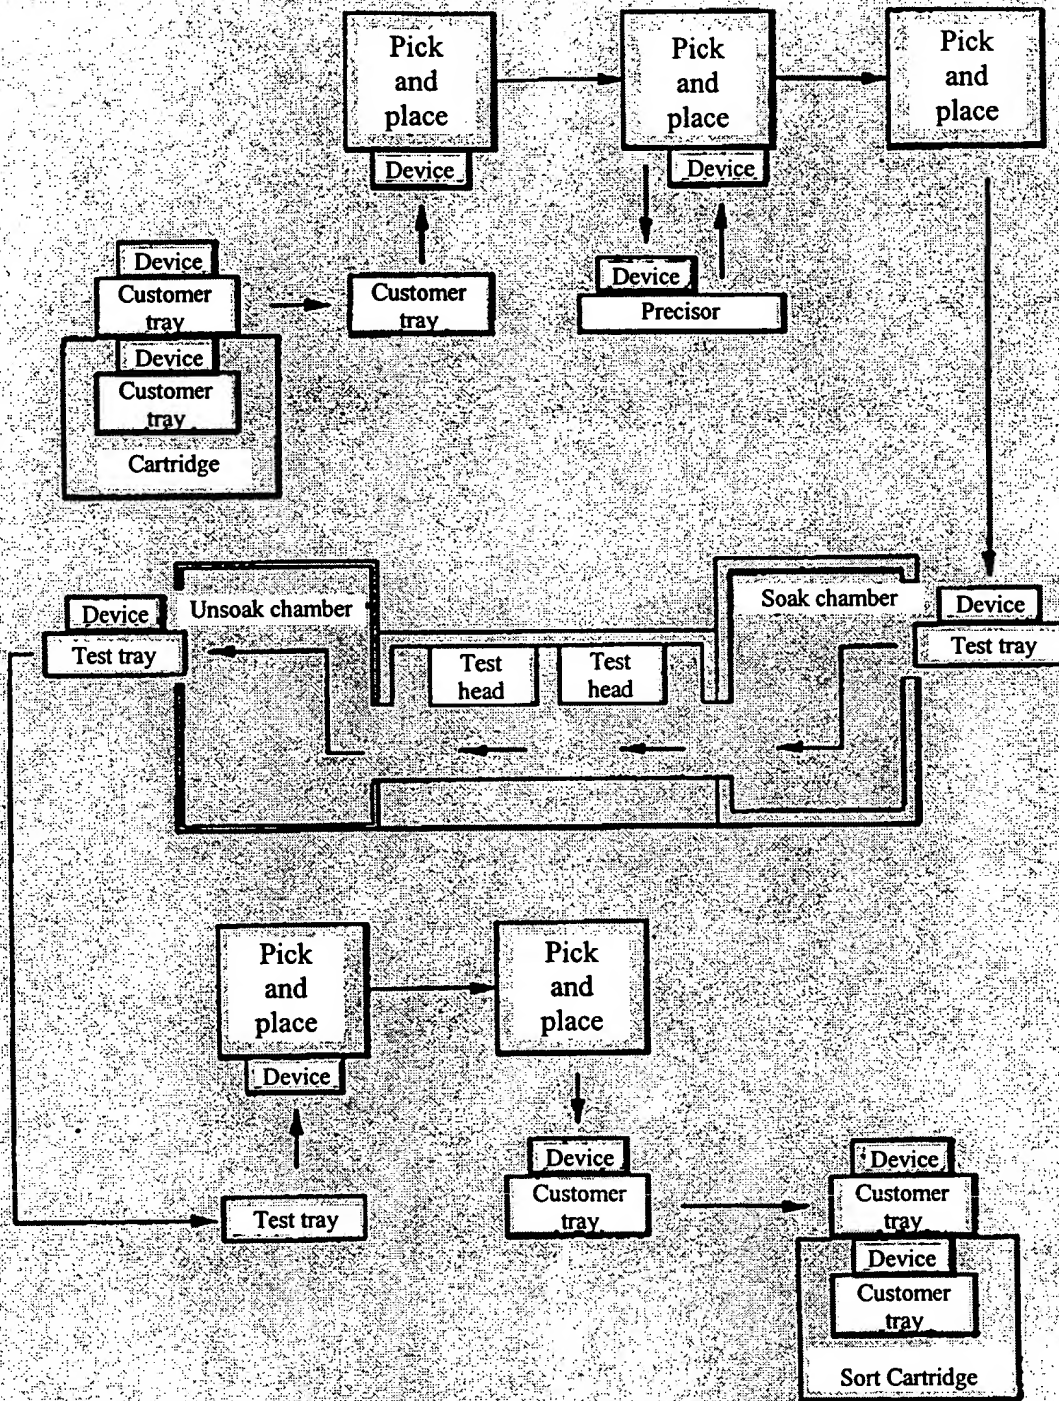 Pick
and
place
Device
Pick
and
place
Device
Pick
and
place
Device
Customer
tray
Device
Customer
tray
Cartridge
Customer
tray
Device
Precisor
Device
Test tray
Unsoak chamber
Test
head
Test
head
Soak chamber
Device
Test tray
Pick
and
place
Device
Pick
and
place
Test tray
Device
Customer
tray
Device
Customer
tray
Device
Customer
tray
Sort Cartridge